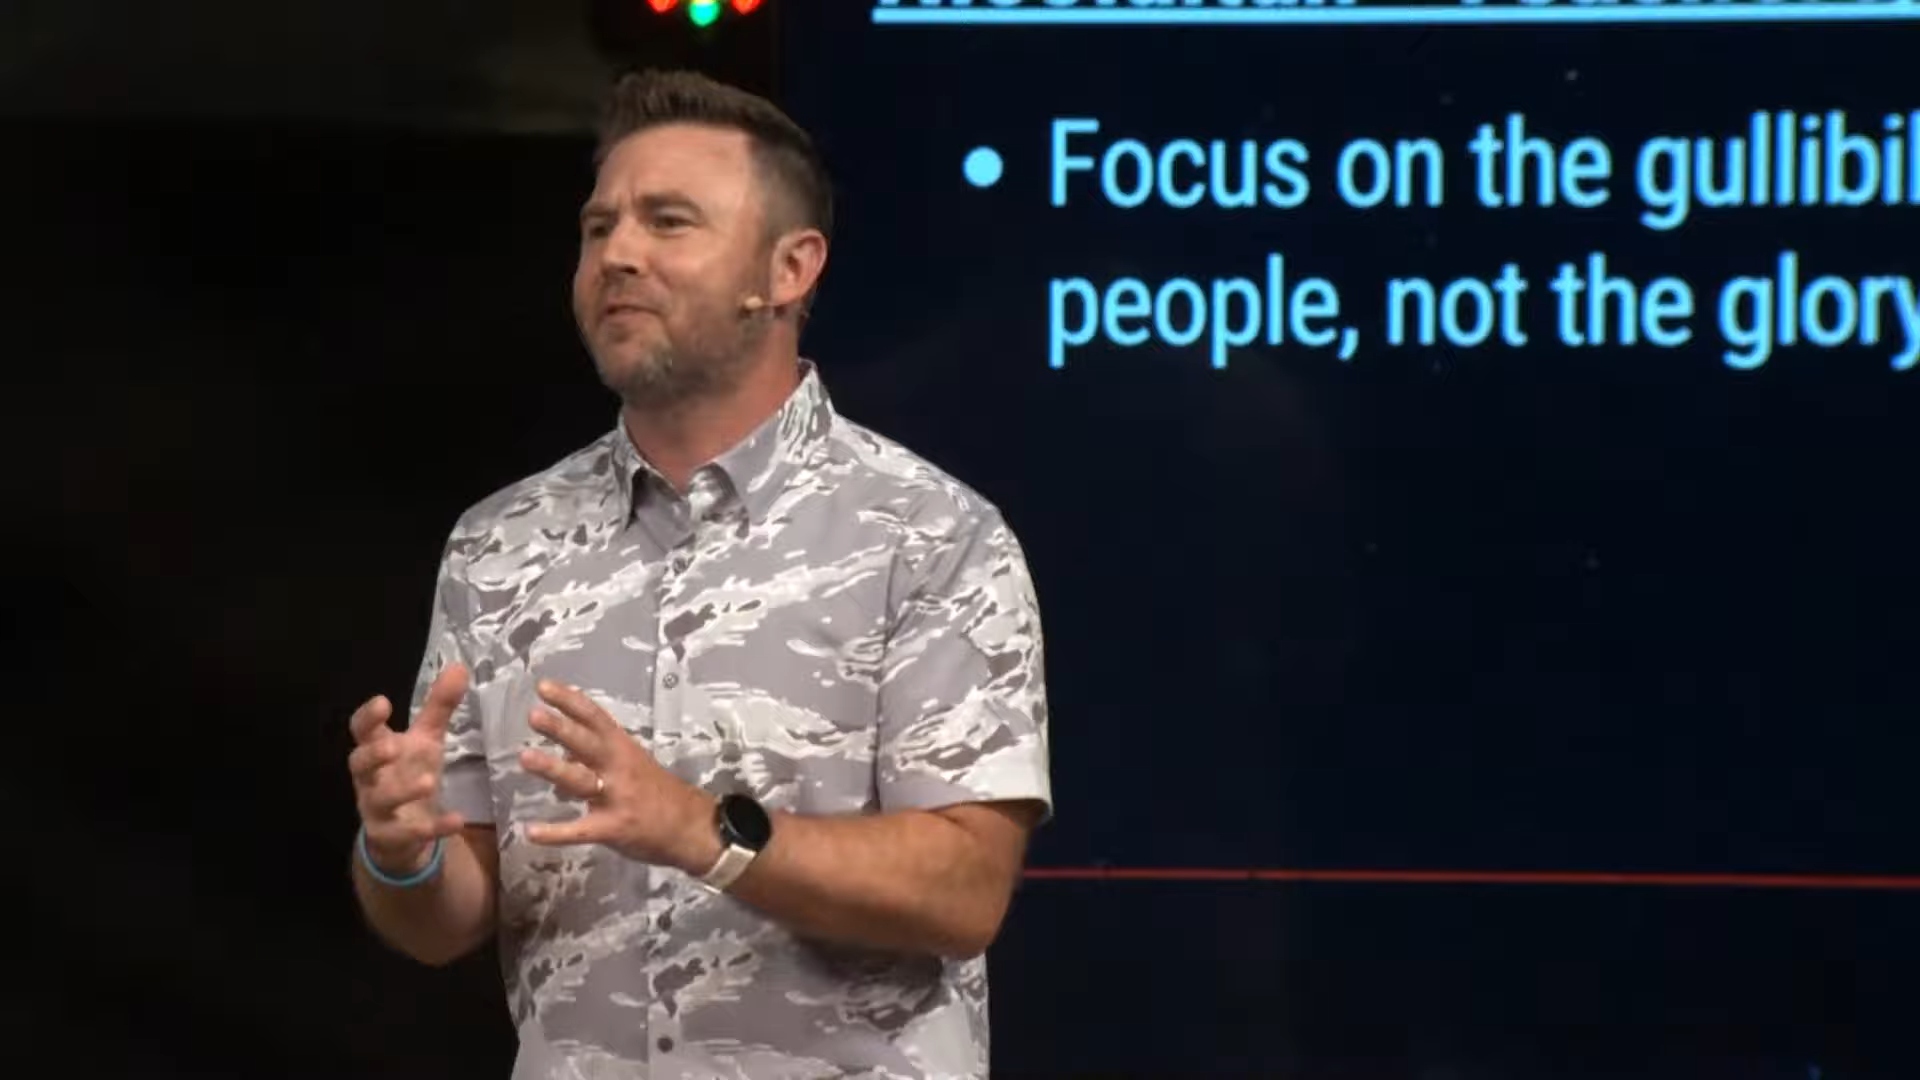 Focus on the gullibil
people, not the glory